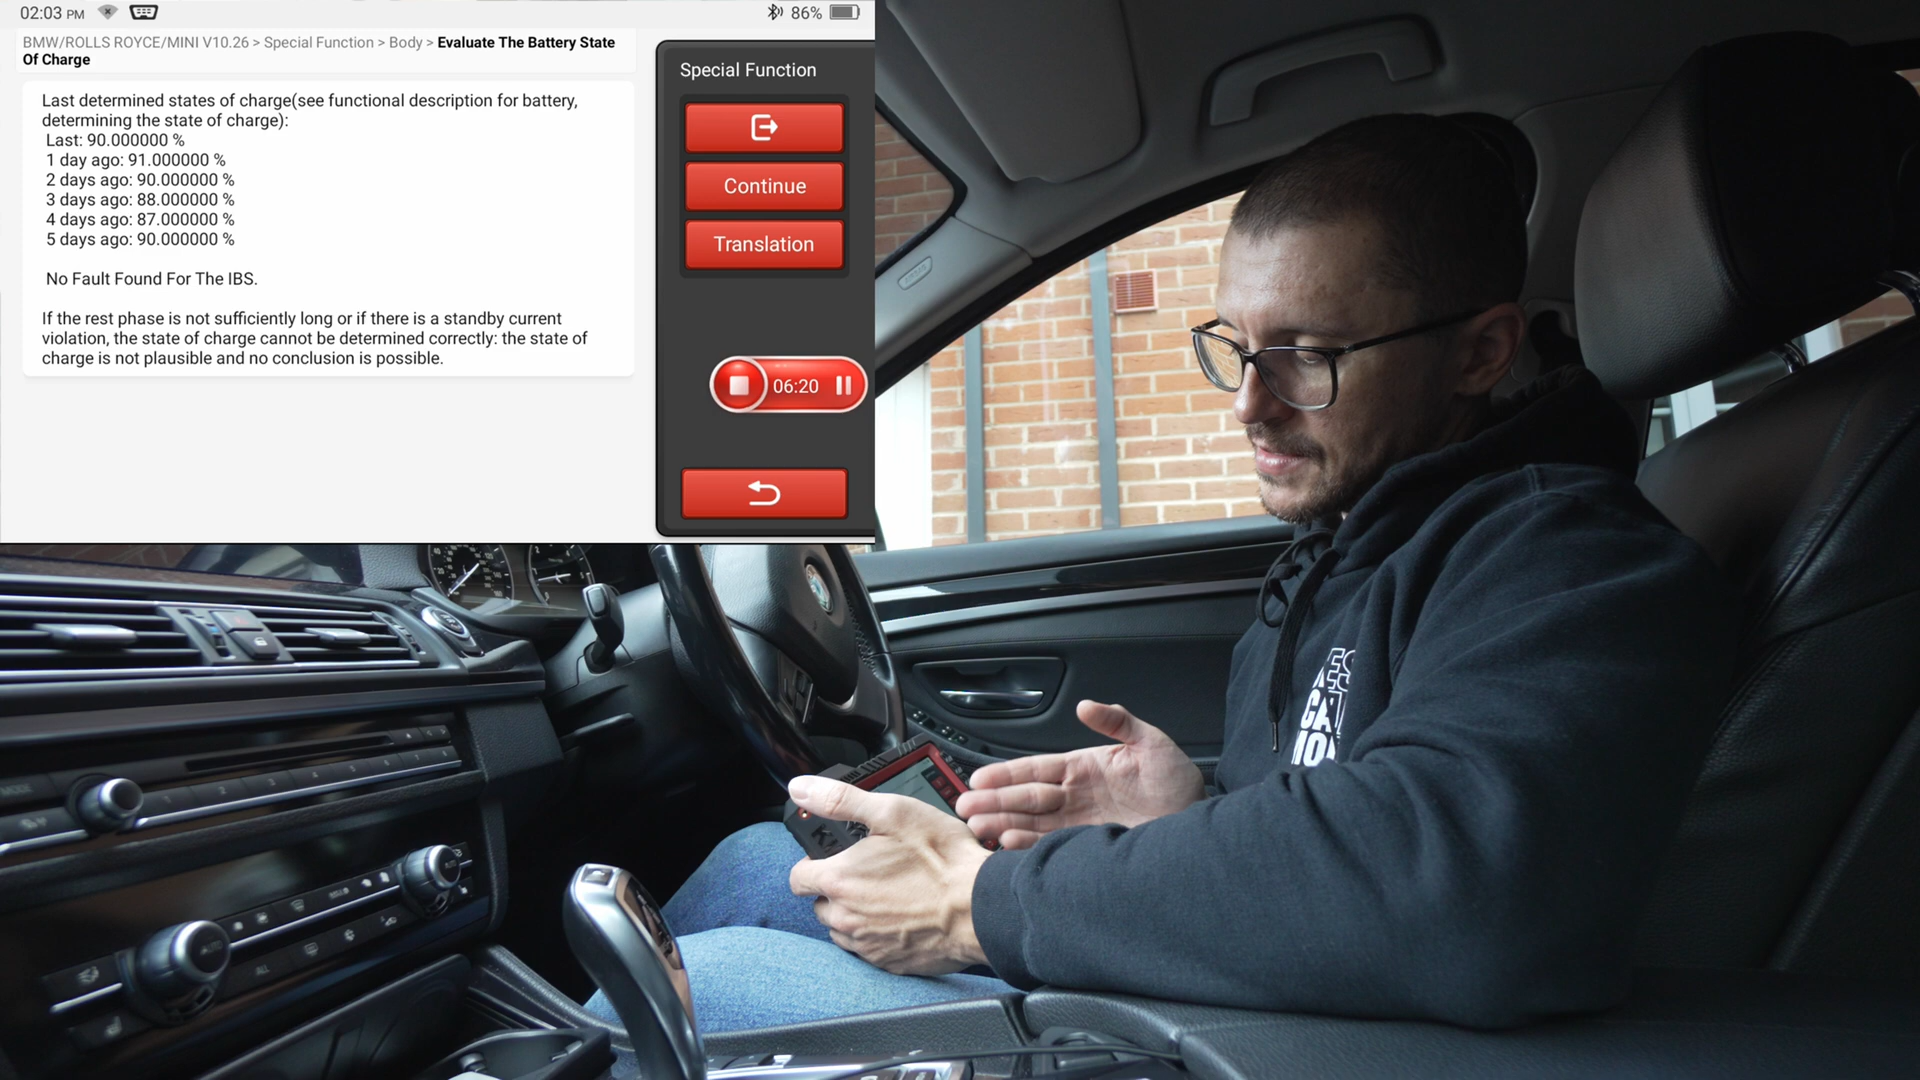 02:03 PM
86%
BMW/ROLLS ROYCE/MINI V10.26 > Special Function > Body > Evaluate The Battery State
Of Charge
Special Function
Last determined states of charge(see functional description for battery,
determining the state of charge):
Last: 90.000000 %
1 day ago: 91.000000 %
2 days ago: 90.000000 %
3 days ago: 88.000000 %
4 days ago: 87.000000 %
5 days ago: 90.000000 %
No Fault Found For The IBS.
If the rest phase is not sufficiently long or if there is a standby current
violation, the state of charge cannot be determined correctly: the state of
charge is not plausible and no conclusion is possible.
Continue
Translation
06:20
MODE
AUTO
ALL